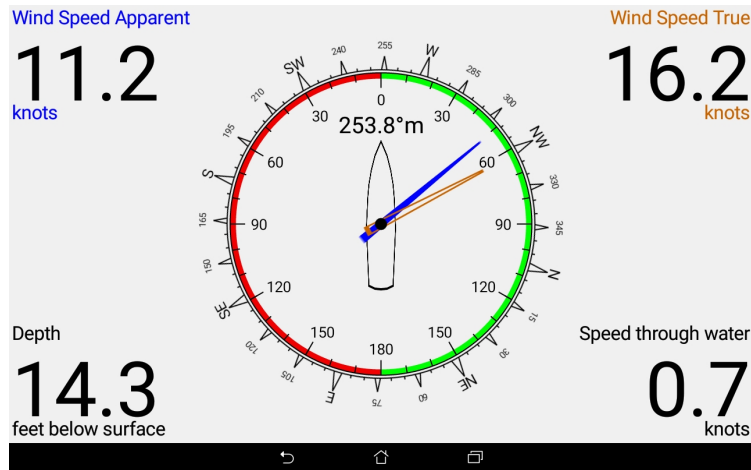 Wind Speed Apparent
11.2
knots
Wind Speed True
16.2
knots
240
255
W
285
300
NW
330
345
N
15
30
NE
60
75
E
105
120
SE
150
165
S
195
210
SW
0
30
60
90
120
150
180
150
120
90
60
30
253.8°m
Depth
14.3
feet below surface
Speed through water
0.7
knots